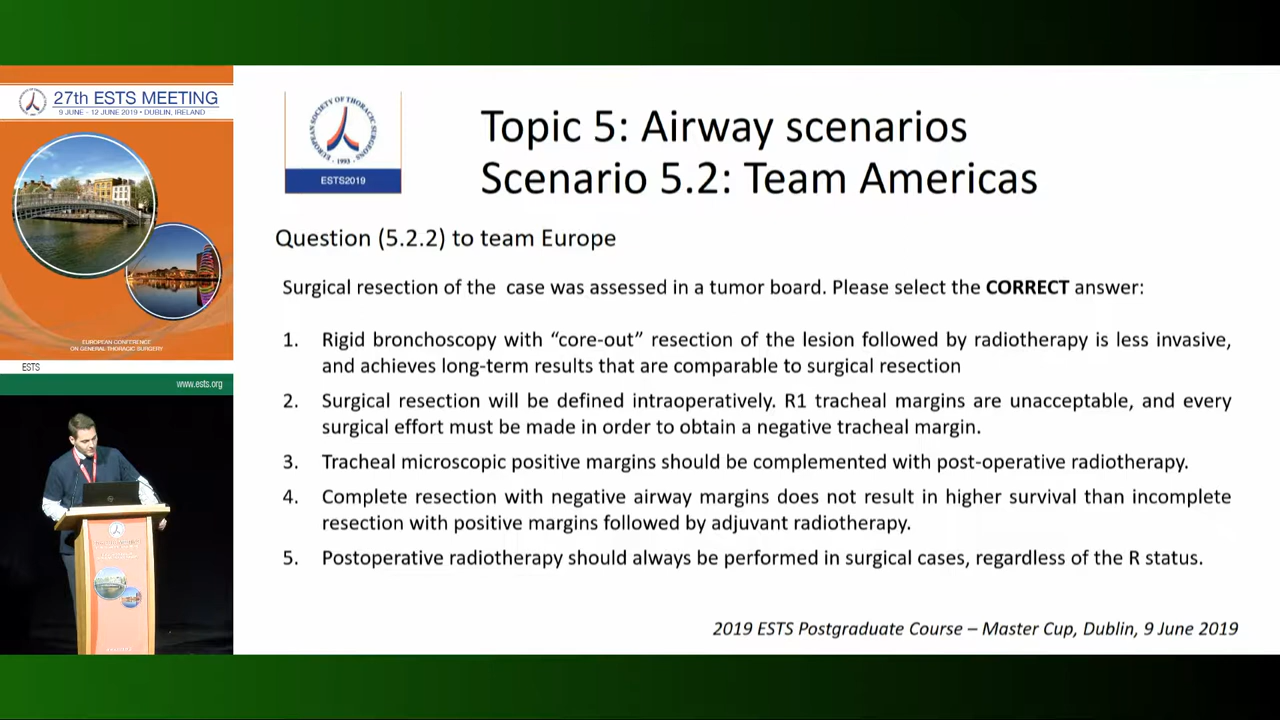 27th ESTS MEETING
9 JUNE - 12 JUNE 2019 • DUBLIN, IRELAND
EUROPEAN CONFERENCE
ON GENERAL THORACIC SURGERY
ESTS
www.ests.org
EUROPEAN SOCIETY OF THORACIC SURGEONS
· 1993 ·
ESTS2019
Topic 5: Airway scenarios
Scenario 5.2: Team Americas
Question (5.2.2) to team Europe
Surgical resection of the case was assessed in a tumor board. Please select the CORRECT answer:
1. Rigid bronchoscopy with “core-out” resection of the lesion followed by radiotherapy is less invasive,
and achieves long-term results that are comparable to surgical resection
2. Surgical resection will be defined intraoperatively. R1 tracheal margins are unacceptable, and every
surgical effort must be made in order to obtain a negative tracheal margin.
3. Tracheal microscopic positive margins should be complemented with post-operative radiotherapy.
4. Complete resection with negative airway margins does not result in higher survival than incomplete
resection with positive margins followed by adjuvant radiotherapy.
5. Postoperative radiotherapy should always be performed in surgical cases, regardless of the R status.
2019 ESTS Postgraduate Course – Master Cup, Dublin, 9 June 2019